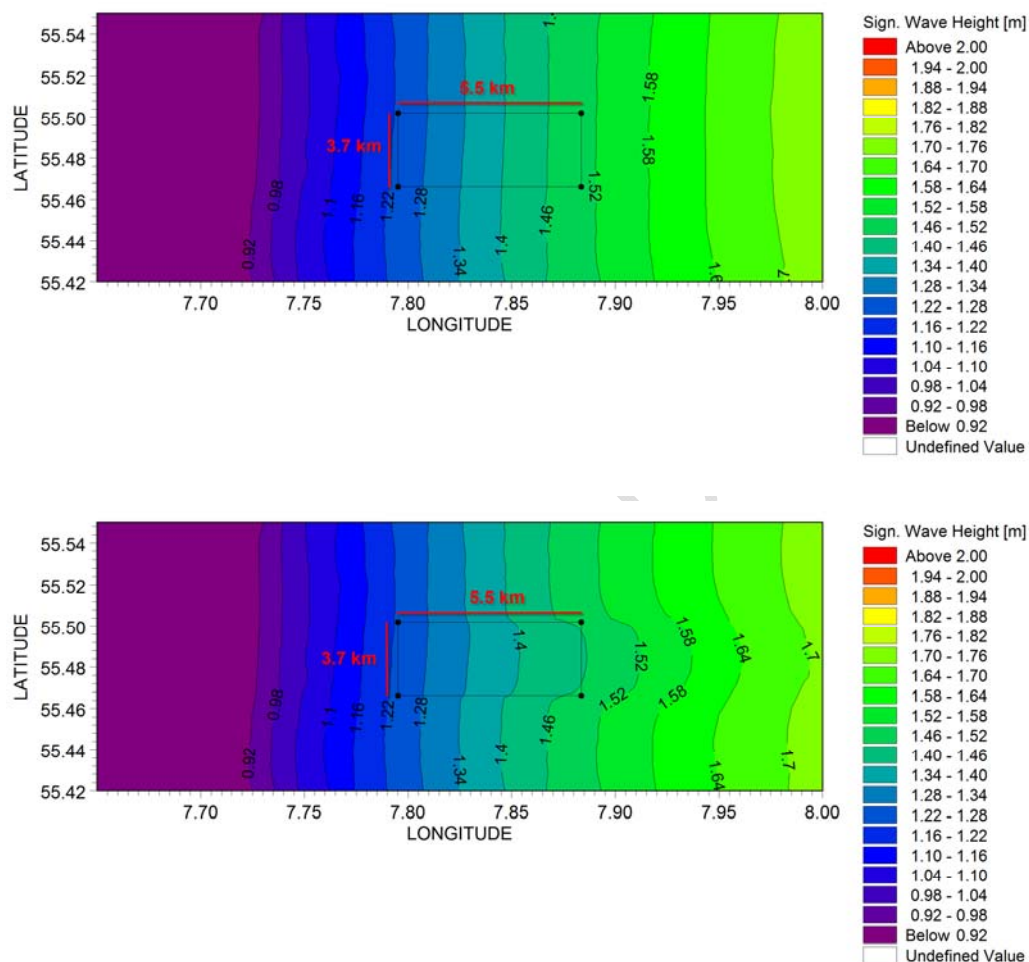 Sign. Wave Height [m]
Above 2.00
1.94 - 2.00
1.88 - 1.94
1.82 - 1.88
1.76 - 1.82
1.70 - 1.76
1.64 - 1.70
1.58 - 1.64
1.52 - 1.58
1.46 - 1.52
1.40 - 1.46
1.34 - 1.40
1.28 - 1.34
1.22 - 1.28
1.16 - 1.22
1.10 - 1.16
1.04 - 1.10
0.98 - 1.04
0.92 - 0.98
Below 0.92
Undefined Value
LATITUDE
55.54
55.52
55.50
55.48
55.46
55.44
55.42
5.5 km
3.7 km
0.92
0.98
1.1
1.16
1.22
1.28
1.34
1.4
1.46
1.52
1.58
1.58
7.70 7.75 7.80 7.85 7.90 7.95 8.00
LONGITUDE
Sign. Wave Height [m]
Above 2.00
1.94 - 2.00
1.88 - 1.94
1.82 - 1.88
1.76 - 1.82
1.70 - 1.76
1.64 - 1.70
1.58 - 1.64
1.52 - 1.58
1.46 - 1.52
1.40 - 1.46
1.34 - 1.40
1.28 - 1.34
1.22 - 1.28
1.16 - 1.22
1.10 - 1.16
1.04 - 1.10
0.98 - 1.04
0.92 - 0.98
Below 0.92
Undefined Value
LATITUDE
55.54
55.52
55.50
55.48
55.46
55.44
55.42
5.5 km
3.7 km
0.92
0.98
1.1
1.16
1.22
1.28
1.34
1.4
1.4
1.46
1.52
1.52
1.58
1.58
1.64
1.64
1.7
1.7
7.70 7.75 7.80 7.85 7.90 7.95 8.00
LONGITUDE